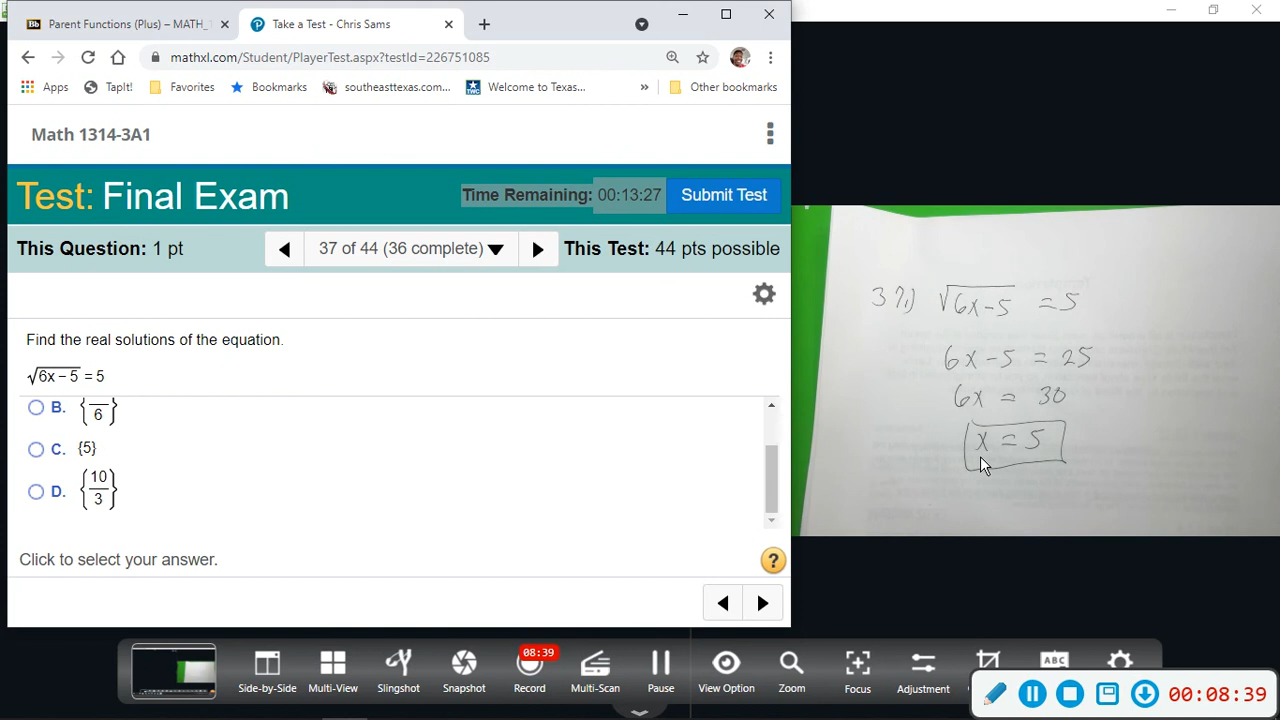 Parent Functions (Plus) – MATH_1
Take a Test - Chris Sams
mathxl.com/Student/PlayerTest.aspx?testId=226751085
Apps
TapIt!
Favorites
Bookmarks
southeasttexas.com...
Welcome to Texas...
»
Other bookmarks
Math 1314-3A1
Test: Final Exam
Time Remaining: 00:13:27
Submit Test
This Question: 1 pt
37 of 44 (36 complete)
This Test: 44 pts possible
Find the real solutions of the equation.
√6x − 5 = 5
B. { /6}
C. {5}
D. {10/3}
Click to select your answer.
?
37.) √6x-5 = 5
6x - 5 = 25
6x = 30
x = 5
Side-by-Side
Multi-View
Slingshot
Snapshot
08:39
Record
Multi-Scan
Pause
View Option
Zoom
Focus
Adjustment
ABC
00:08:39